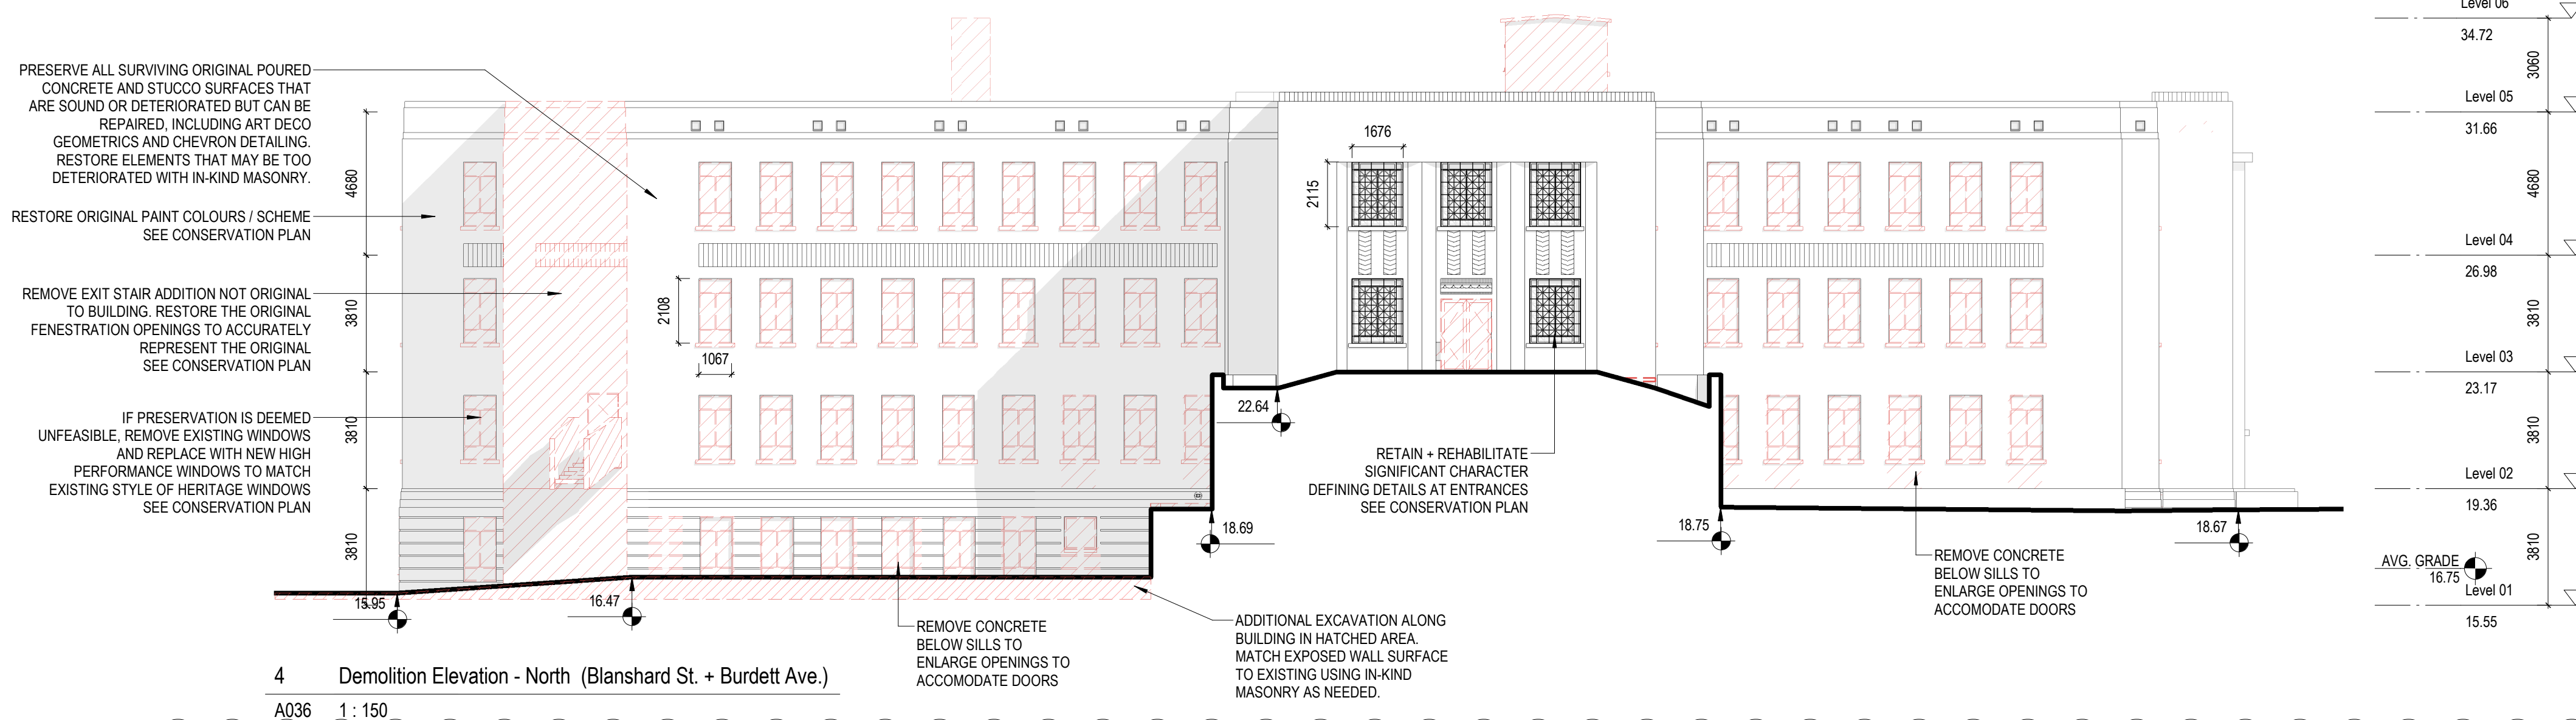 PRESERVE ALL SURVIVING ORIGINAL POURED
CONCRETE AND STUCCO SURFACES THAT
ARE SOUND OR DETERIORATED BUT CAN BE
REPAIRED, INCLUDING ART DECO
GEOMETRICS AND CHEVRON DETAILING.
RESTORE ELEMENTS THAT MAY BE TOO
DETERIORATED WITH IN-KIND MASONRY.
RESTORE ORIGINAL PAINT COLOURS / SCHEME
SEE CONSERVATION PLAN
REMOVE EXIT STAIR ADDITION NOT ORIGINAL
TO BUILDING. RESTORE THE ORIGINAL
FENESTRATION OPENINGS TO ACCURATELY
REPRESENT THE ORIGINAL
SEE CONSERVATION PLAN
IF PRESERVATION IS DEEMED
UNFEASIBLE, REMOVE EXISTING WINDOWS
AND REPLACE WITH NEW HIGH
PERFORMANCE WINDOWS TO MATCH
EXISTING STYLE OF HERITAGE WINDOWS
SEE CONSERVATION PLAN
4680
3810
3810
3810
2108
1067
1676
2115
22.64
RETAIN + REHABILITATE
SIGNIFICANT CHARACTER
DEFINING DETAILS AT ENTRANCES
SEE CONSERVATION PLAN
18.69
18.75
18.67
15.95
16.47
REMOVE CONCRETE
BELOW SILLS TO
ENLARGE OPENINGS TO
ACCOMODATE DOORS
ADDITIONAL EXCAVATION ALONG
BUILDING IN HATCHED AREA.
MATCH EXPOSED WALL SURFACE
TO EXISTING USING IN-KIND
MASONRY AS NEEDED.
REMOVE CONCRETE
BELOW SILLS TO
ENLARGE OPENINGS TO
ACCOMODATE DOORS
Level 06
34.72
3060
Level 05
31.66
4680
Level 04
26.98
3810
Level 03
23.17
3810
Level 02
19.36
3810
AVG. GRADE
16.75
Level 01
15.55
4 Demolition Elevation - North (Blanshard St. + Burdett Ave.)
A036 1 : 150